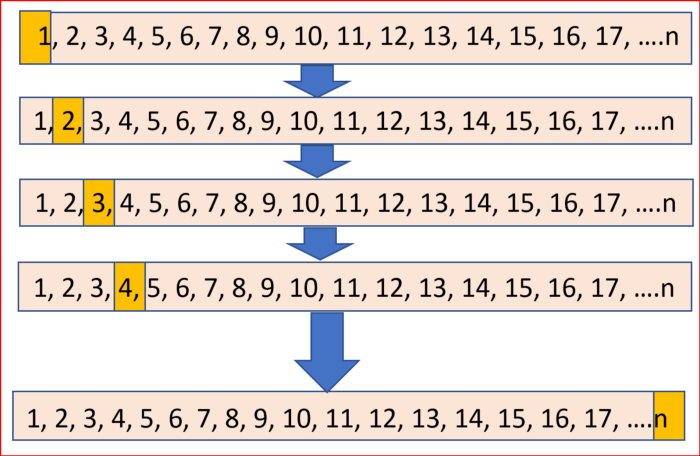 1, 2, 3, 4, 5, 6, 7, 8, 9, 10, 11, 12, 13, 14, 15, 16, 17, ....n
1, 2, 3, 4, 5, 6, 7, 8, 9, 10, 11, 12, 13, 14, 15, 16, 17, ....n
1, 2, 3, 4, 5, 6, 7, 8, 9, 10, 11, 12, 13, 14, 15, 16, 17, ....n
1, 2, 3, 4, 5, 6, 7, 8, 9, 10, 11, 12, 13, 14, 15, 16, 17, ....n
1, 2, 3, 4, 5, 6, 7, 8, 9, 10, 11, 12, 13, 14, 15, 16, 17, ....n